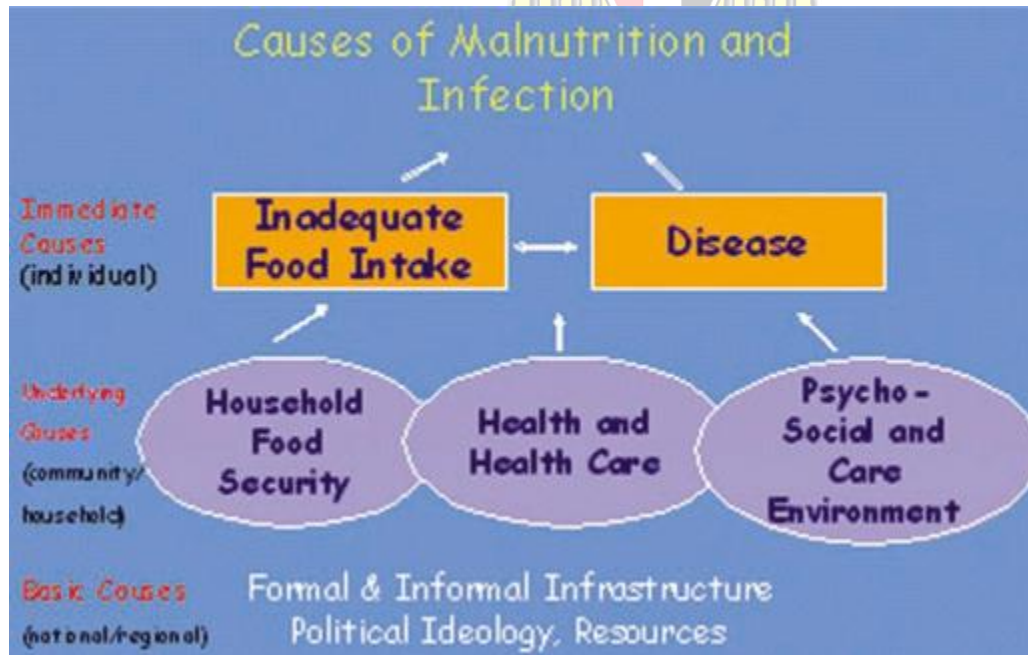 Causes of Malnutrition and
Infection
Immediate
Causes
(individual)
Inadequate
Food Intake
Disease
Underlying
Causes
(community/
household)
Household
Food
Security
Health and
Health Care
Psycho-
Social and
Care
Environment
Basic Causes
(national/regional)
Formal & Informal Infrastructure
Political Ideology, Resources